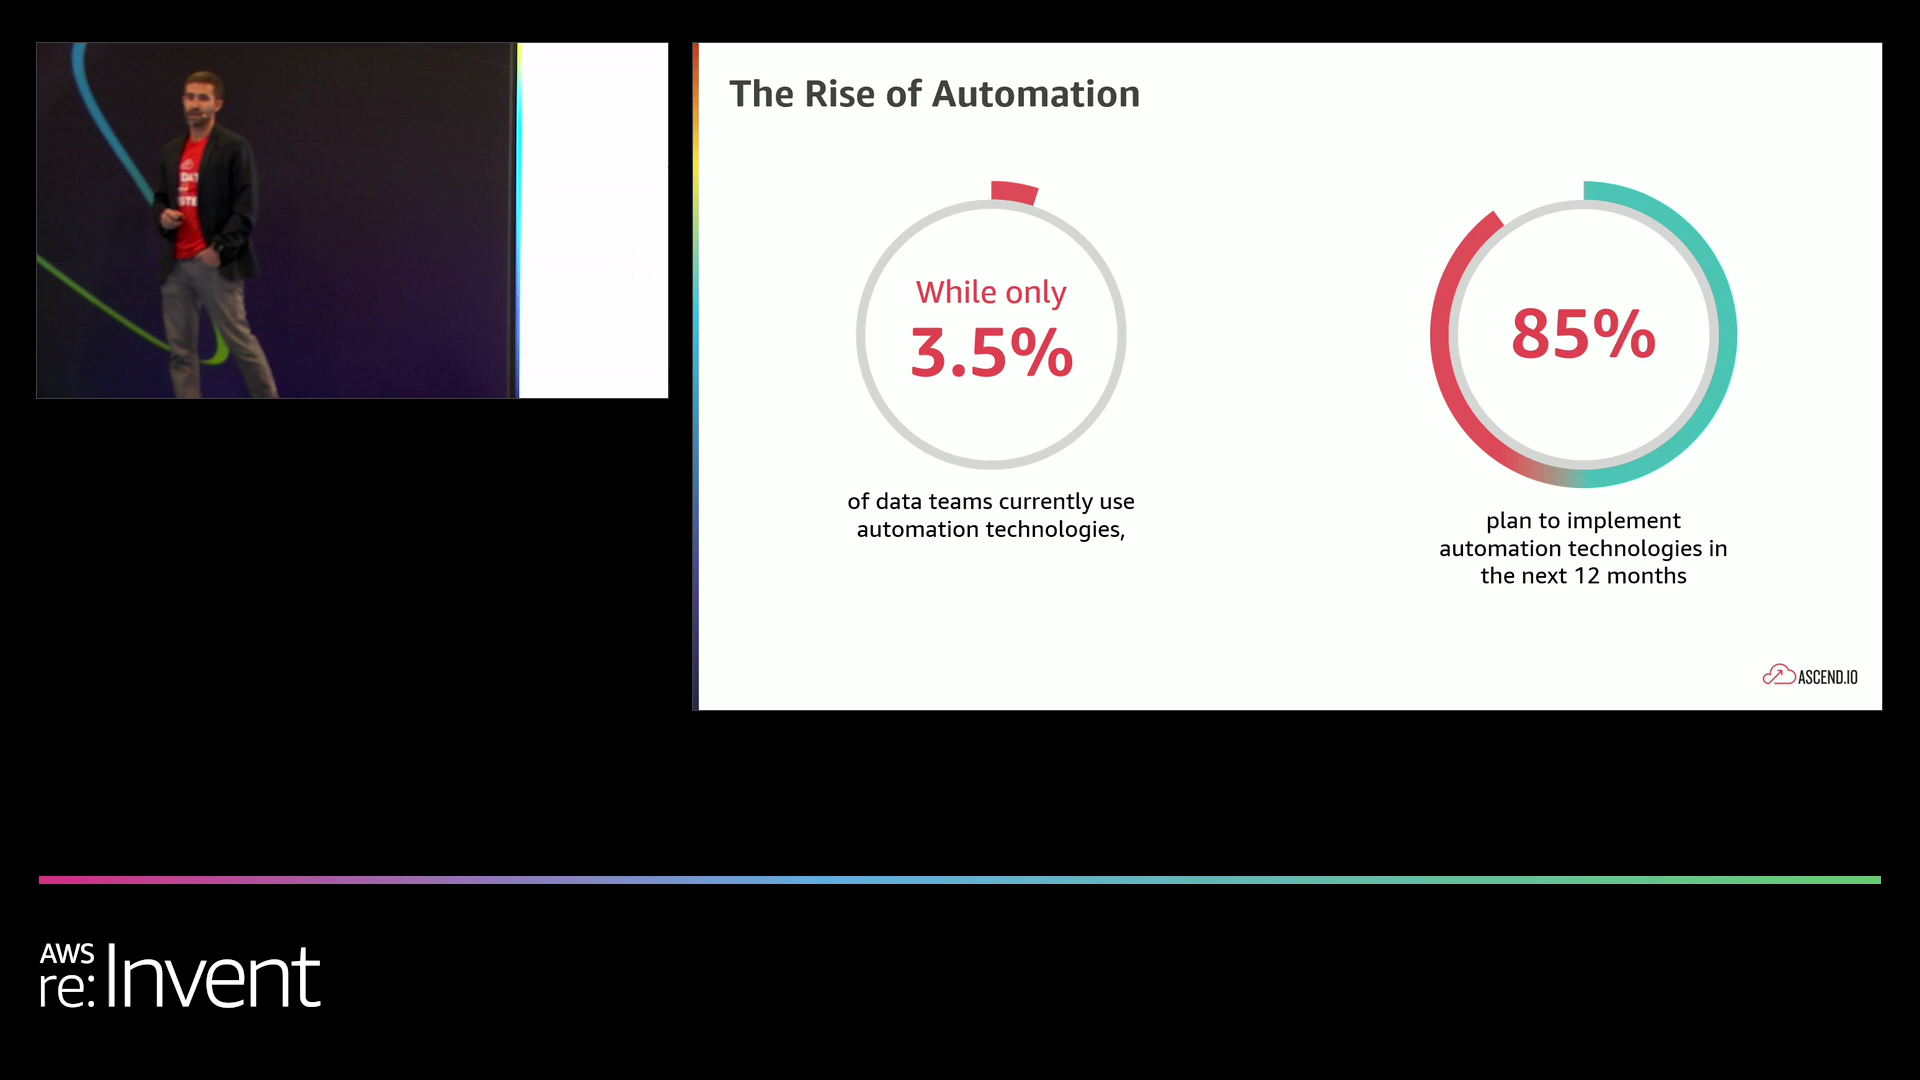 The Rise of Automation
While only
3.5%
of data teams currently use
automation technologies,
85%
plan to implement
automation technologies in
the next 12 months
ASCEND.IO
AWS
re:Invent